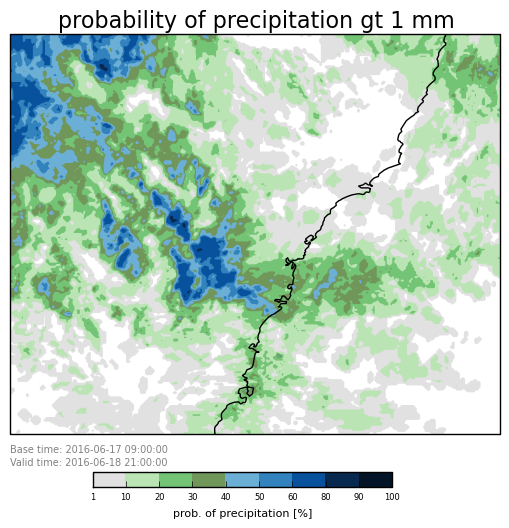 probability of precipitation gt 1 mm
Base time: 2016-06-17 09:00:00
Valid time: 2016-06-18 21:00:00
1 10 20 30 40 50 60 80 90 100
prob. of precipitation [%]